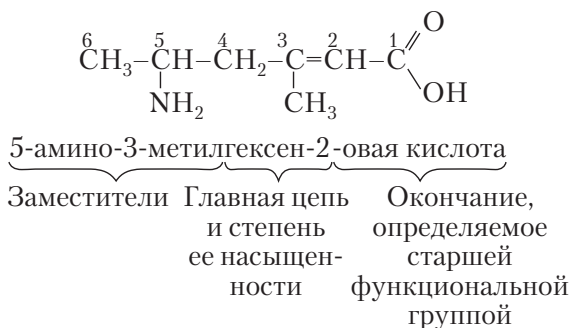 6 5 4 3 2 1 O
CH₃–CH–CH₂–C=CH–C
NH₂ CH₃ OH
5-амино-3-метилгексен-2-овая кислота
Заместители Главная цепь Окончание,
и степень определяемое
ее насыщен- старшей
ности функциональной
группой